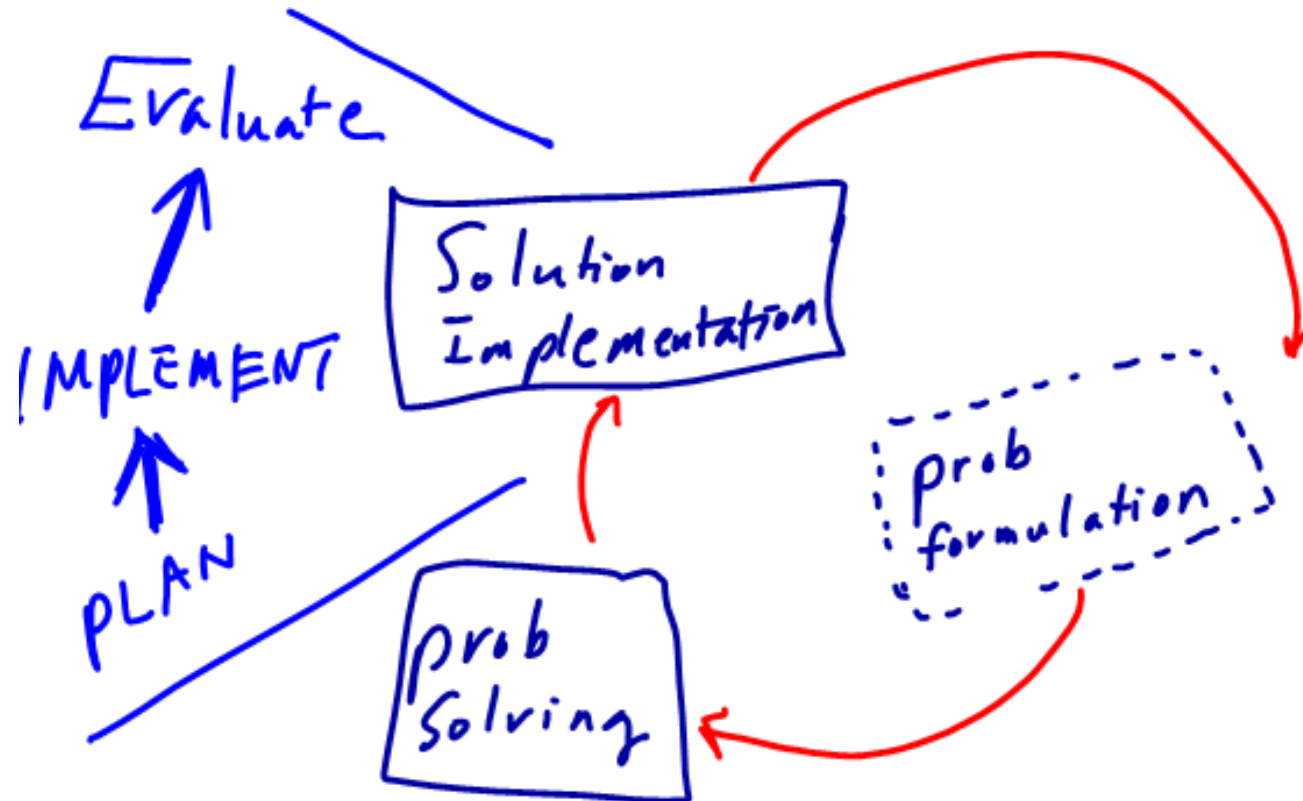 Evaluate
IMPLEMENT
PLAN
Solution
Implementation
prob
formulation
prob
Solving